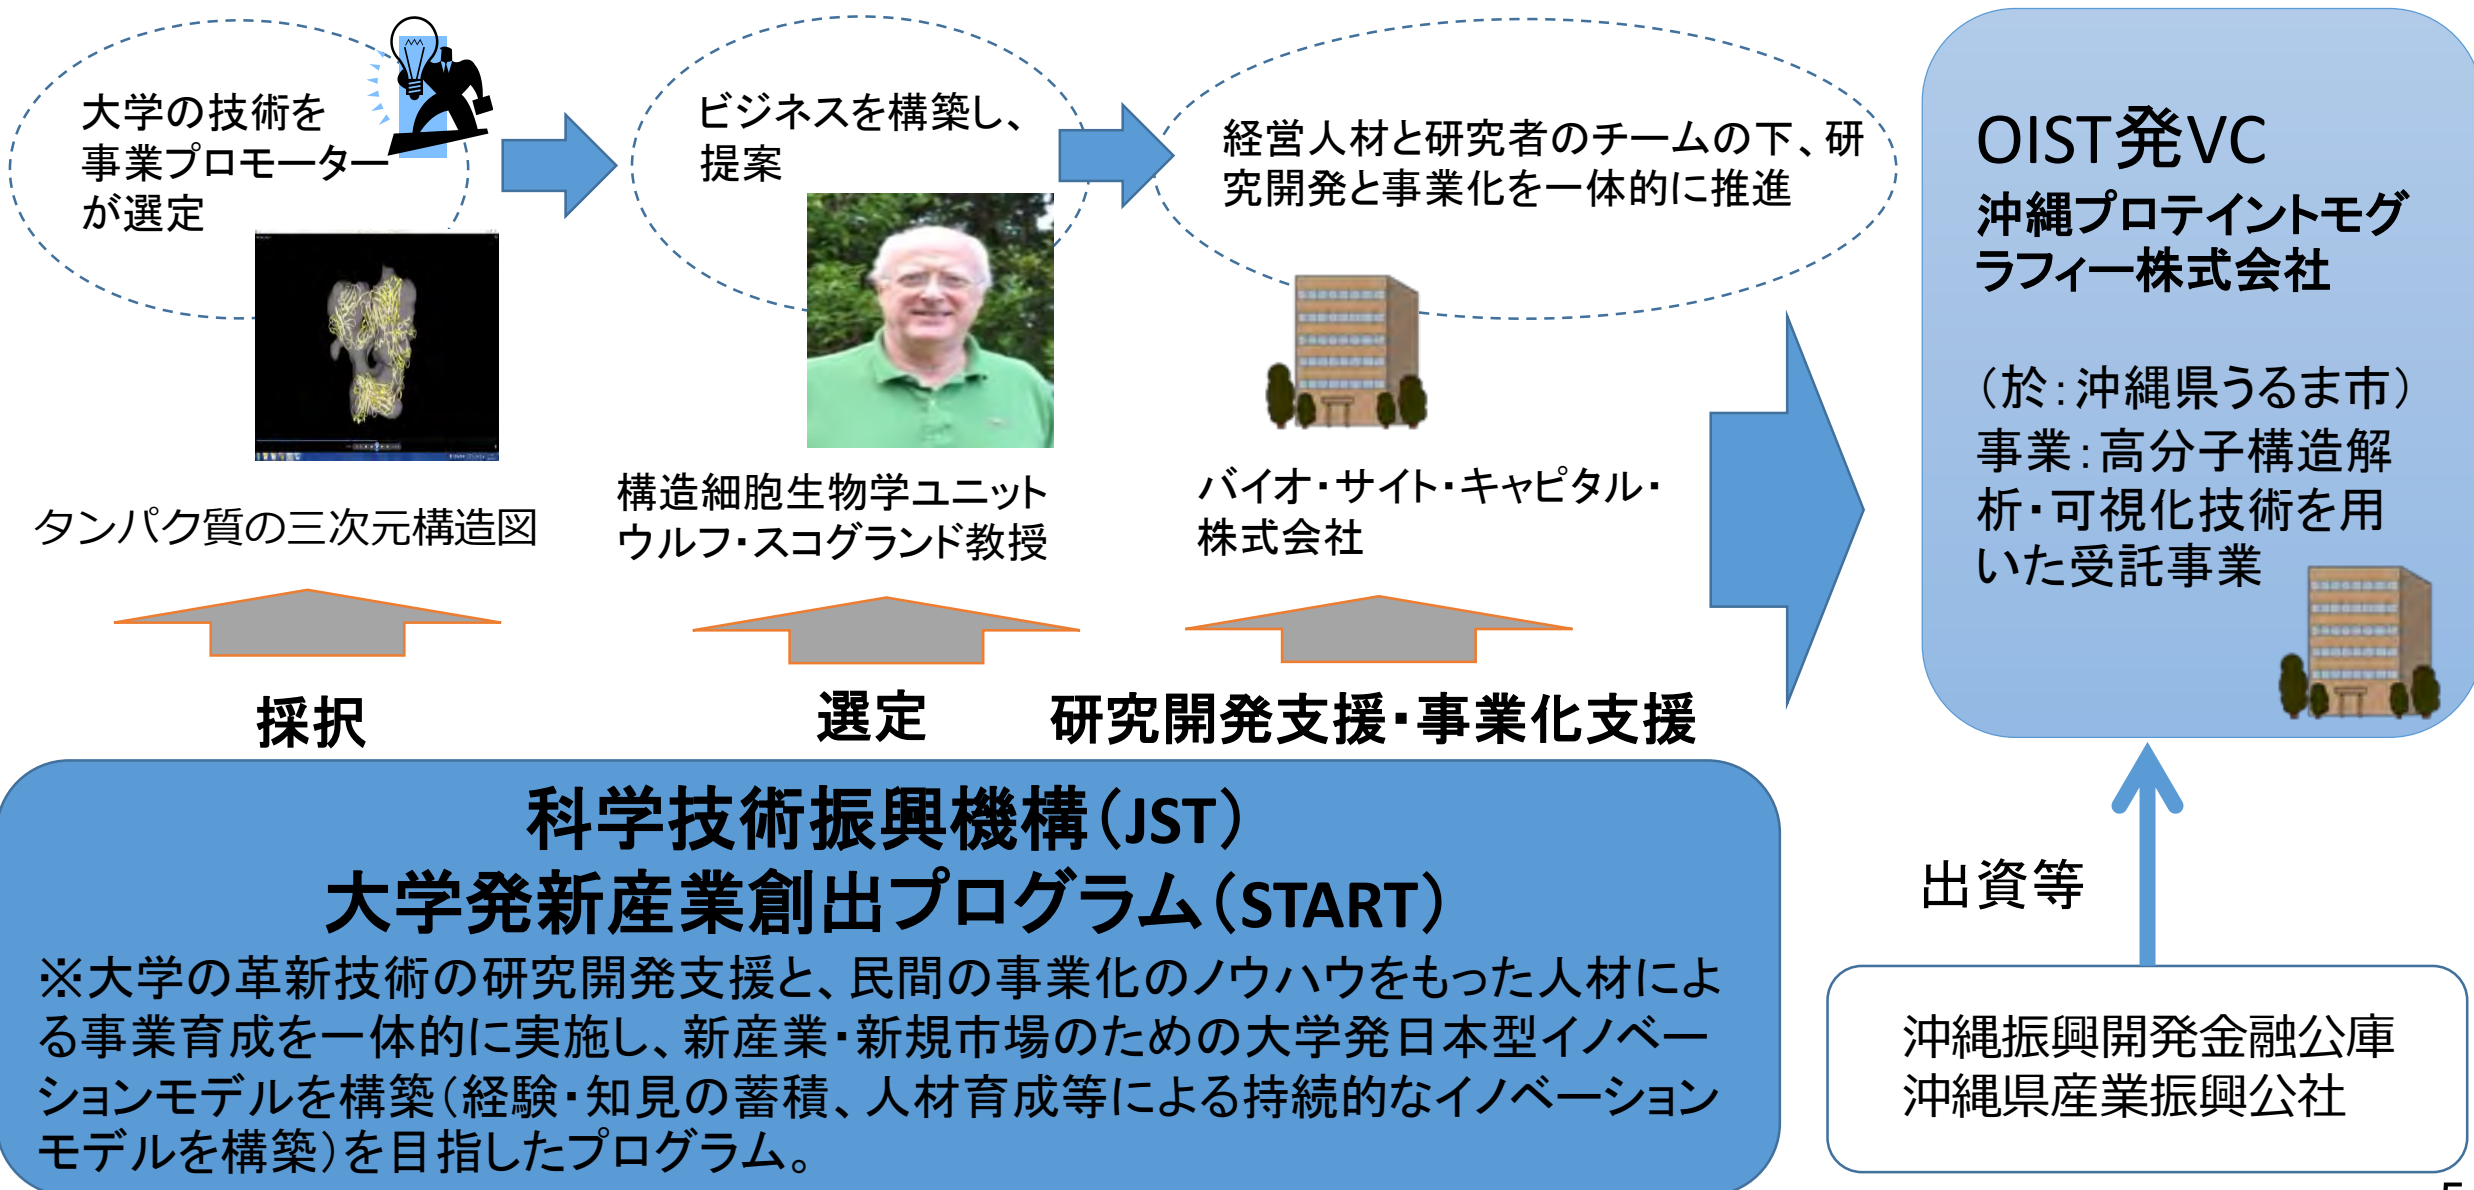 大学の技術を
事業プロモーター
が選定
タンパク質の三次元構造図
ビジネスを構築し、
提案
構造細胞生物学ユニット
ウルフ・スコグランド教授
経営人材と研究者のチームの下、研
究開発と事業化を一体的に推進
バイオ・サイト・キャピタル・
株式会社
OIST発VC
沖縄プロテイントモグ
ラフィー株式会社
（於：沖縄県うるま市）
事業：高分子構造解
析・可視化技術を用
いた受託事業
採択
選定
研究開発支援・事業化支援
科学技術振興機構（JST）
大学発新産業創出プログラム（START）
※大学の革新技術の研究開発支援と、民間の事業化のノウハウをもった人材によ
る事業育成を一体的に実施し、新産業・新規市場のための大学発日本型イノベー
ションモデルを構築（経験・知見の蓄積、人材育成等による持続的なイノベーション
モデルを構築）を目指したプログラム。
出資等
沖縄振興開発金融公庫
沖縄県産業振興公社